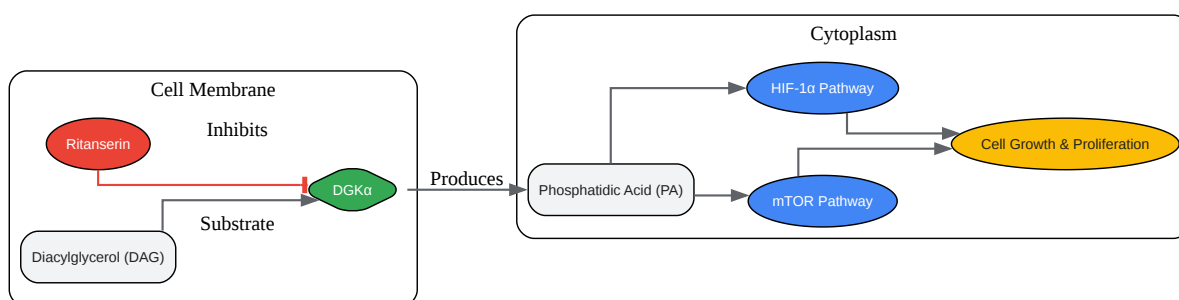 Cytoplasm
Cell Membrane
HIF-1α Pathway
Inhibits
Ritanserin
Cell Growth & Proliferation
Produces
DGKα
Phosphatidic Acid (PA)
mTOR Pathway
Substrate
Diacylglycerol (DAG)